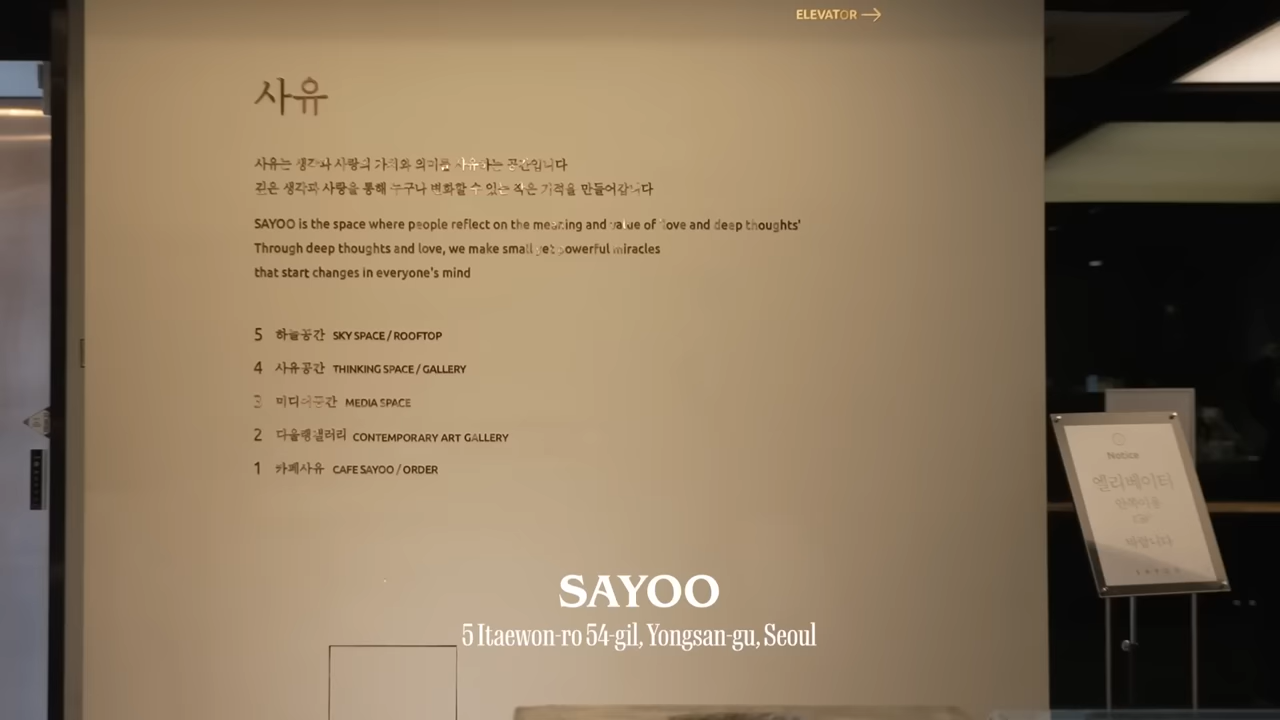 ELEVATOR →
사유
사유는 생각과 사랑의 가치와 의미를 사유하는 공간입니다
깊은 생각과 사랑을 통해 누구나 변화할 수 있는 작은 기적을 만들어갑니다
SAYOO is the space where people reflect on the meaning and value of 'love and deep thoughts'
Through deep thoughts and love, we make small yet powerful miracles
that start changes in everyone's mind
5 하늘공간 SKY SPACE / ROOFTOP
4 사유공간 THINKING SPACE / GALLERY
3 미디어공간 MEDIA SPACE
2 다울랭갤러리 CONTEMPORARY ART GALLERY
1 카페사유 CAFE SAYOO / ORDER
Notice
엘리베이터
안쪽이용
바랍니다
SAYOO
5 Itaewon-ro 54-gil, Yongsan-gu, Seoul